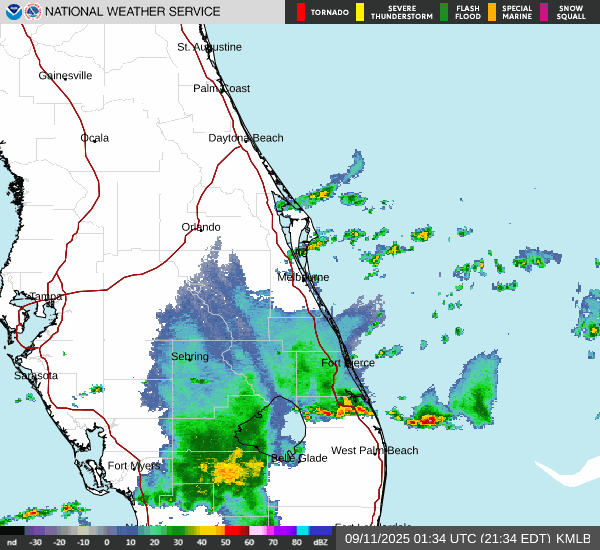 NATIONAL WEATHER SERVICE
TORNADO
SEVERE THUNDERSTORM
FLASH FLOOD
SPECIAL MARINE
SNOW SQUALL
St. Augustine
Gainesville
Palm Coast
Ocala
Daytona Beach
Orlando
Melbourne
Tampa
Sebring
Fort Pierce
Sarasota
West Palm Beach
Belle Glade
Fort Myers
nd -30 -20 -10 0 10 20 30 40 50 60 70 80 dBZ
09/11/2025 01:34 UTC (21:34 EDT) KMLB